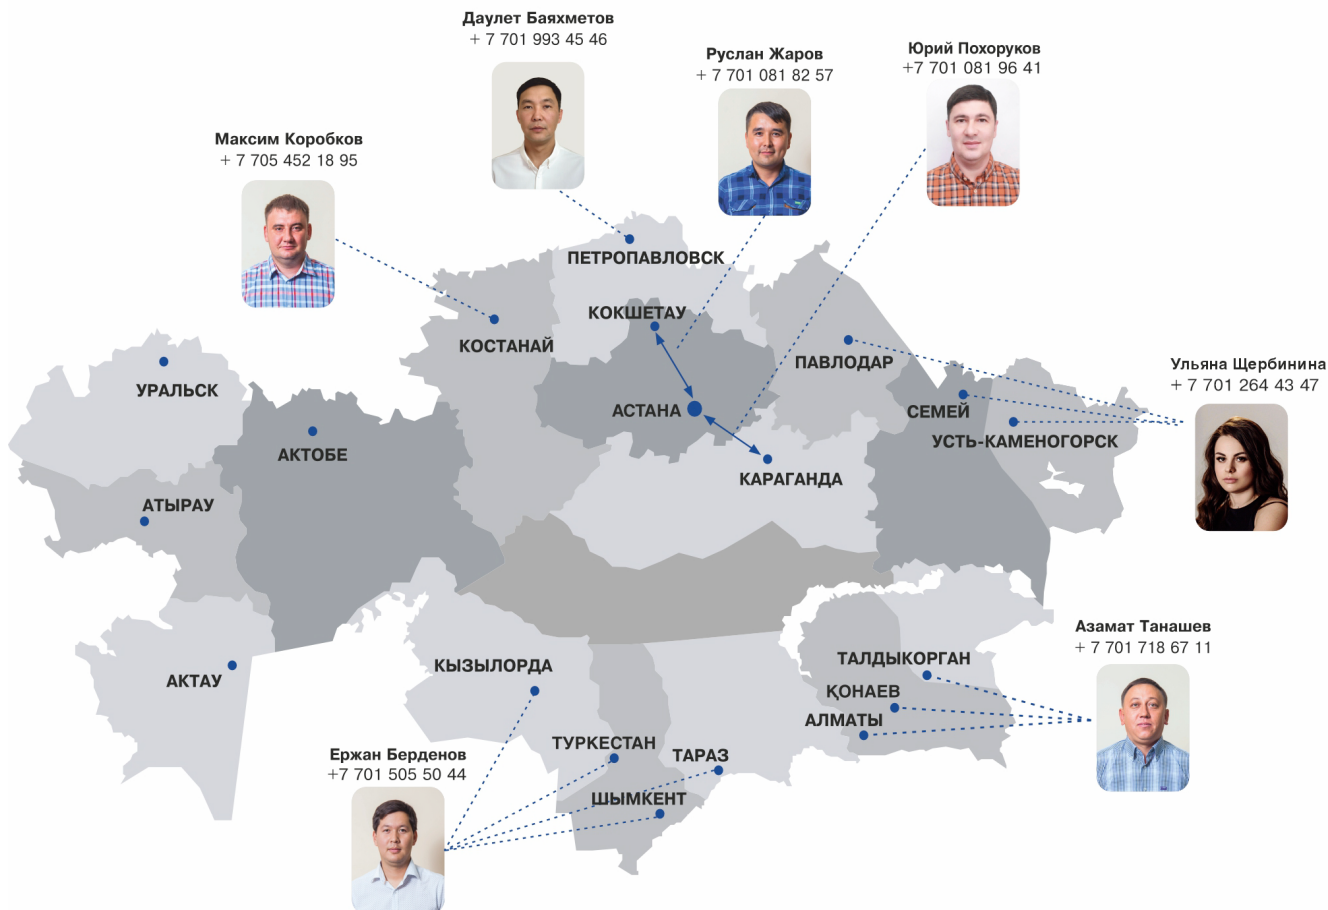 Даулет Баяхметов
+ 7 701 993 45 46
Руслан Жаров
+ 7 701 081 82 57
Юрий Похоруков
+7 701 081 96 41
Максим Коробков
+ 7 705 452 18 95
ПЕТРОПАВЛОВСК
КОКШЕТАУ
КОСТАНАЙ
ПАВЛОДАР
Ульяна Щербинина
+ 7 701 264 43 47
УРАЛЬСК
АСТАНА
СЕМЕЙ
УСТЬ-КАМЕНОГОРСК
АКТОБЕ
КАРАГАНДА
АТЫРАУ
Азамат Танашев
+ 7 701 718 67 11
ТАЛДЫКОРГАН
КЫЗЫЛОРДА
АКТАУ
ҚОНАЕВ
АЛМАТЫ
ТУРКЕСТАН
ТАРАЗ
Ержан Берденов
+7 701 505 50 44
ШЫМКЕНТ